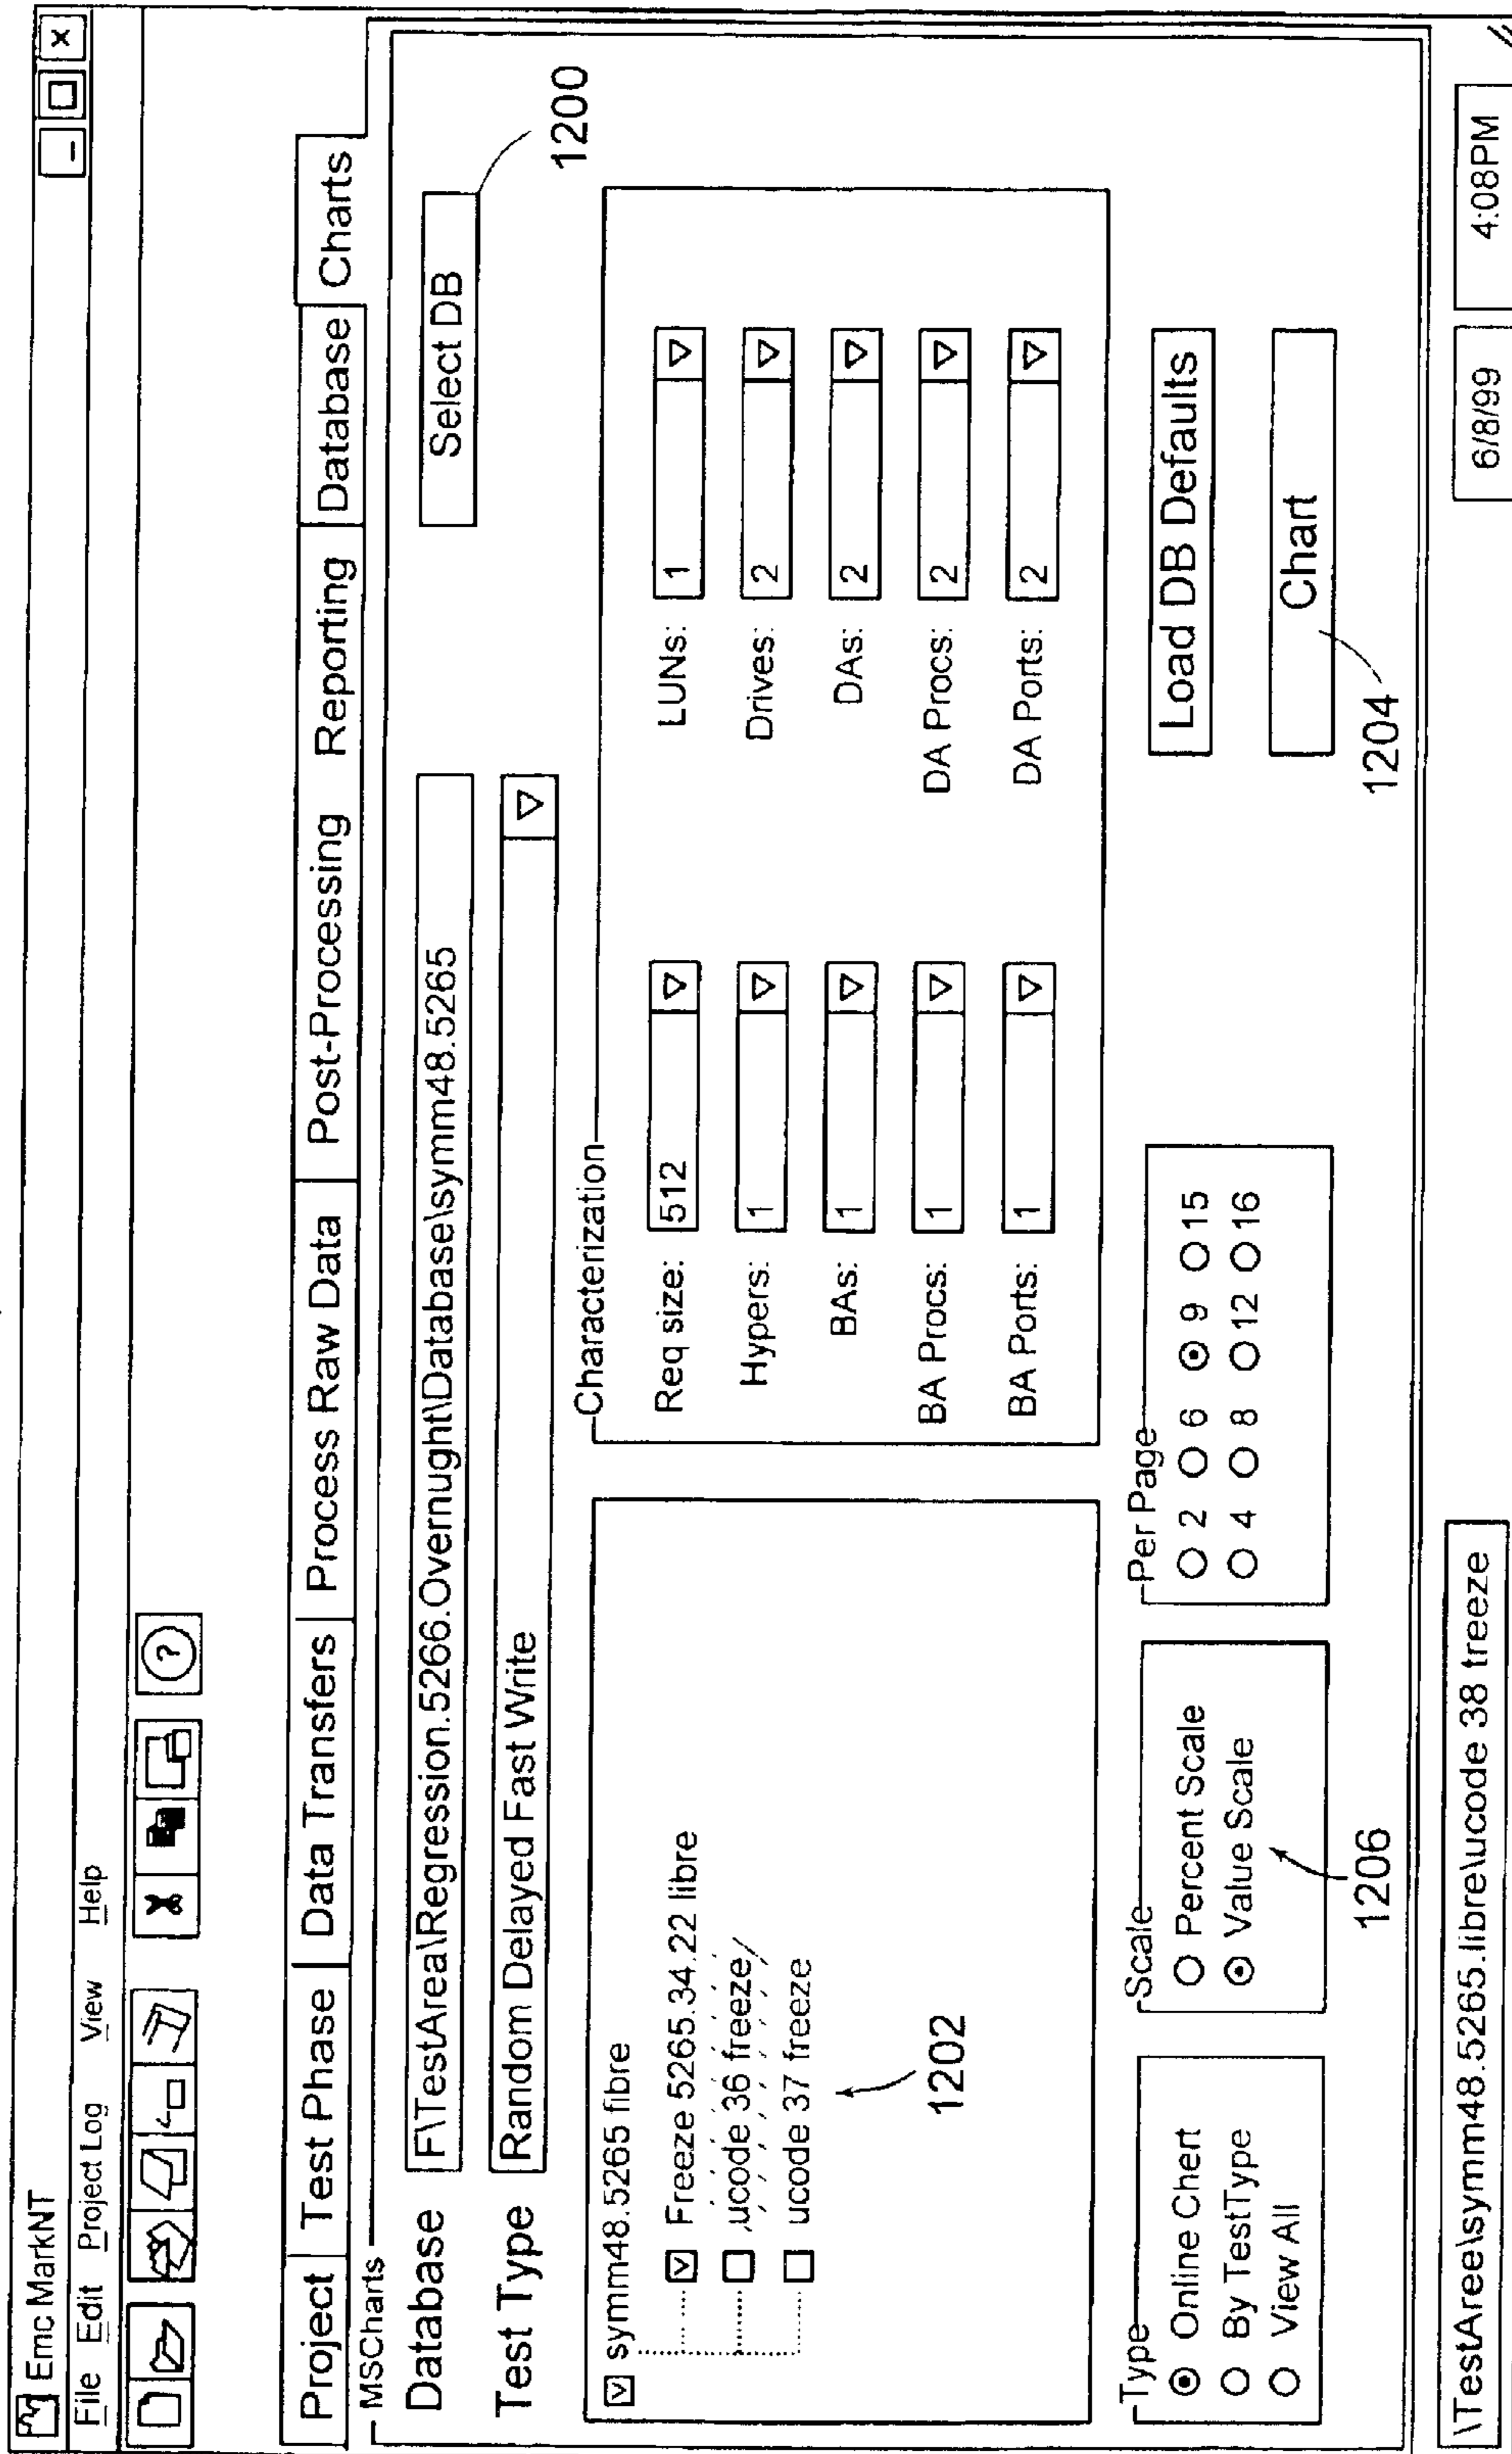 Emc MarkNT
File Edit Project Log View Help
Project Test Phase Data Transfers Process Raw Data Post-Processing Reporting Database Charts
MSCharts
Database F\TestArea\Regression.5266.Overnught\Database\symm48.5265 Select DB
1200
Test Type Random Delayed Fast Write
symm48.5265 fibre
Freeze 5265.34.22 libre
ucode 36 freeze
ucode 37 freeze
1202
Characterization
Req size: 512 LUNs: 1
Hypers: 1 Drives: 2
BAs: 1 DAs: 2
BA Procs: 1 DA Procs: 2
BA Ports: 1 DA Ports: 2
Type
Online Chert
By TestType
View All
Scale
Percent Scale
Value Scale
1206
Per Page
2 6 9 15
4 8 12 16
Load DB Defaults
Chart
1204
\TestAree\symm48.5265.libre\ucode 38 treeze 6/8/99 4:08PM